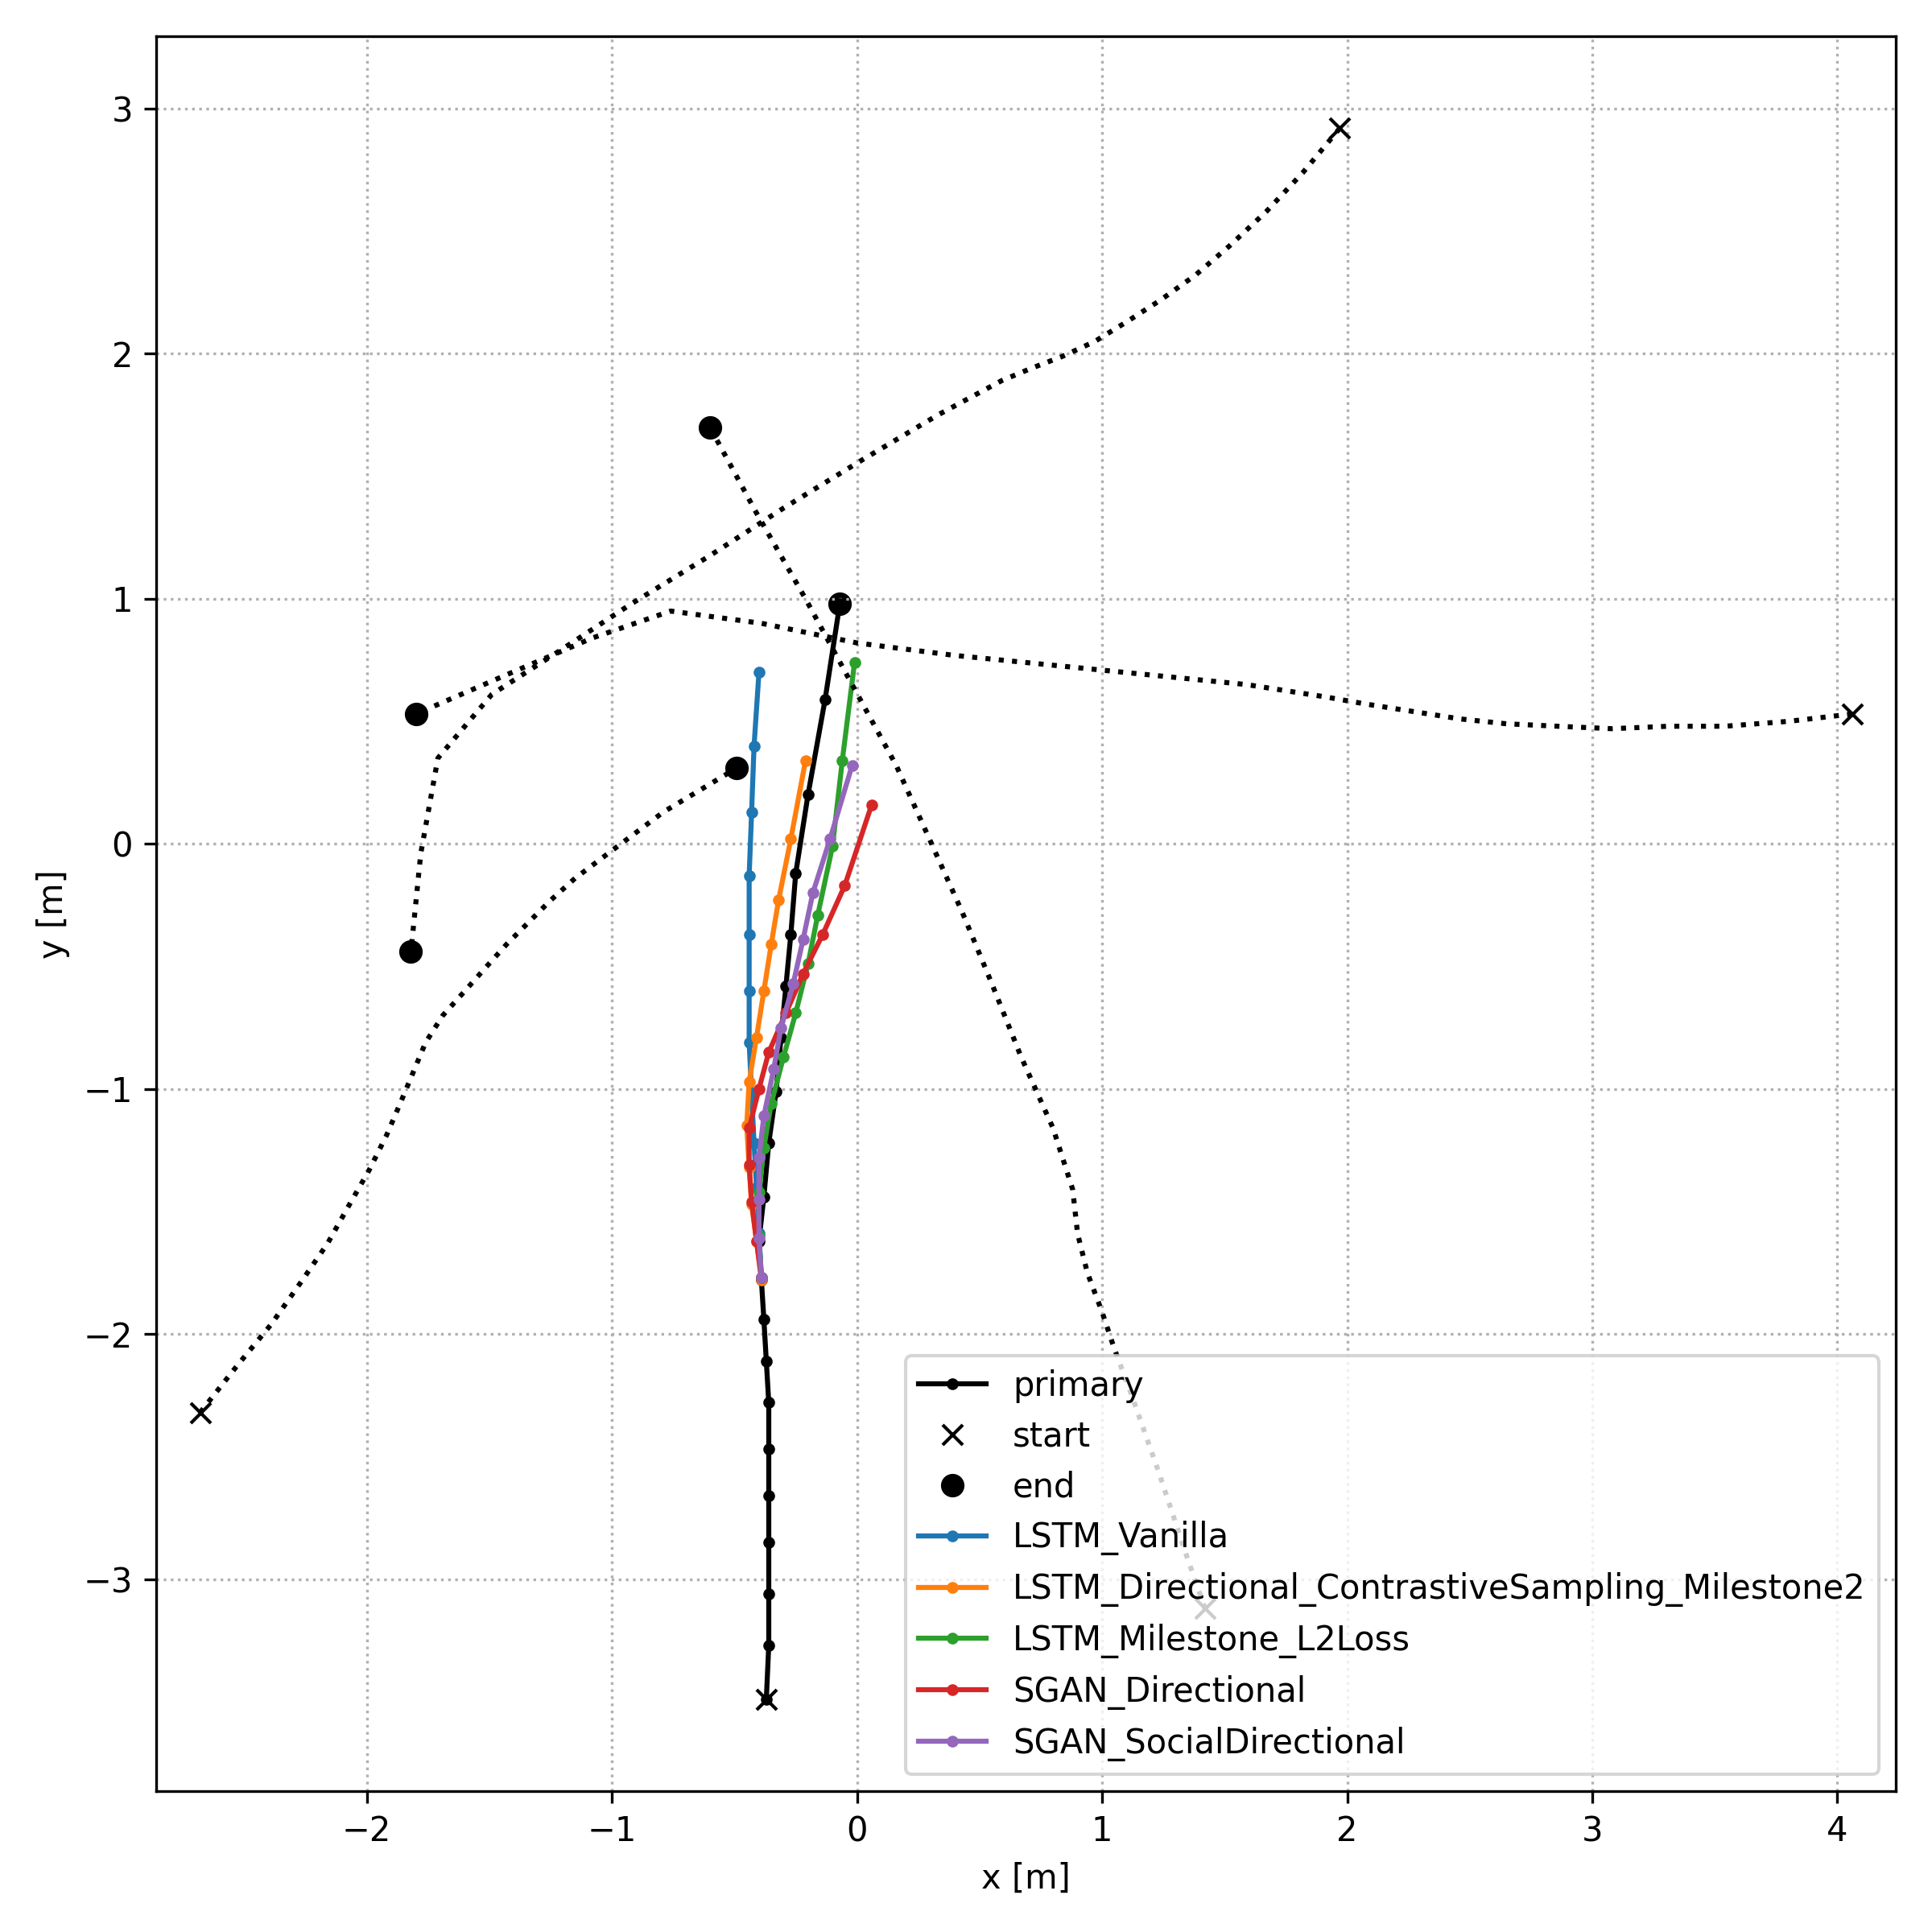 3
2
1
0
−1
−2
−3
y [m]
primary
start
end
LSTM_Vanilla
LSTM_Directional_ContrastiveSampling_Milestone2
LSTM_Milestone_L2Loss
SGAN_Directional
SGAN_SocialDirectional
−2 −1 0 1 2 3 4
x [m]